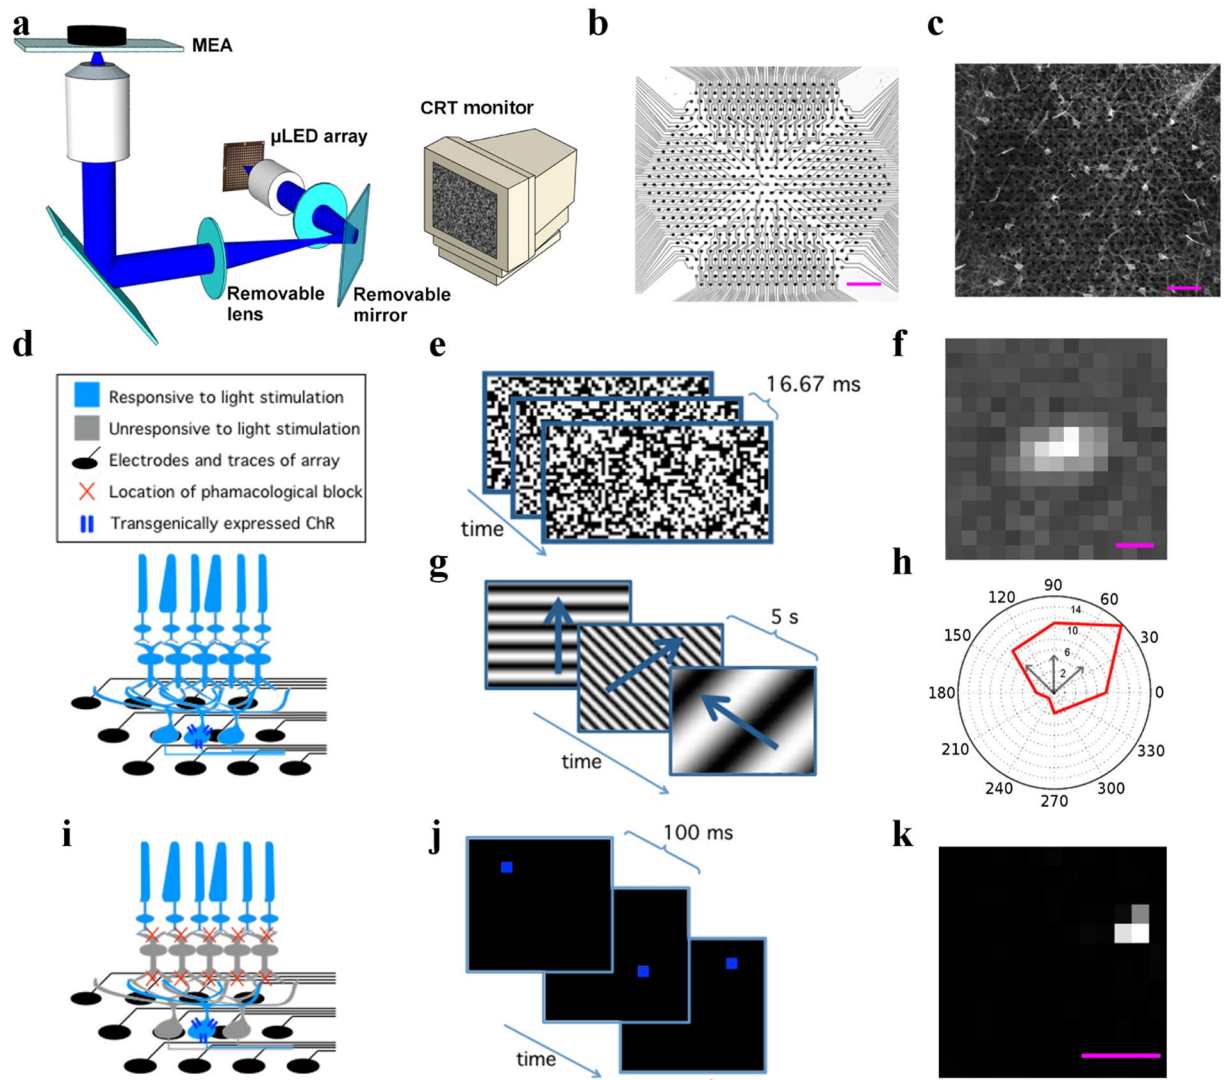 a
MEA
µLED array
CRT monitor
Removable
lens
Removable
mirror
b
c
d
Responsive to light stimulation
Unresponsive to light stimulation
Electrodes and traces of array
Location of phamacological block
Transgenically expressed ChR
e
16.67 ms
time
f
g
5 s
time
h
90
120
60
14
10
150
30
6
2
180
0
210
330
240
300
270
i
j
100 ms
time
k